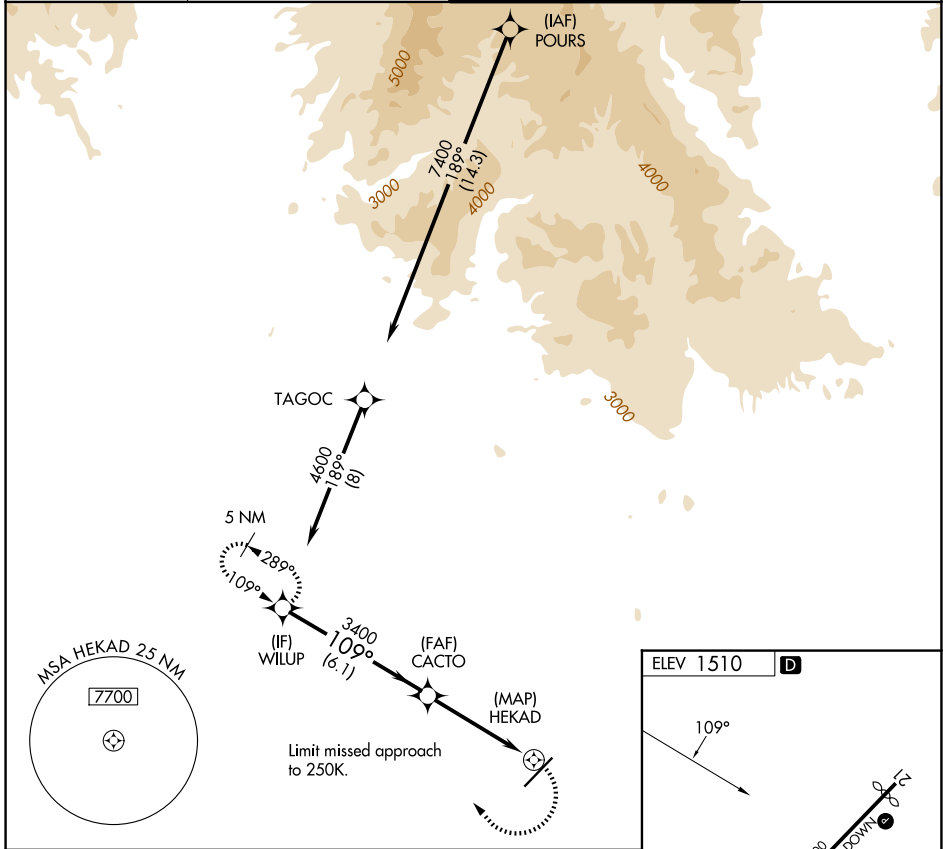 (IAF)
POURS
5000
7400
189°
(14.3)
3000
4000
4000
TAGOC
3000
4600
189°
(8)
5 NM
289°
109°
(IF)
WILUP
3400
109°
(6.1)
(FAF)
CACTO
(MAP)
HEKAD
MSA HEKAD 25 NM
7700
Limit missed approach
to 250K.
ELEV 1510
D
109°
21
DOWN
P